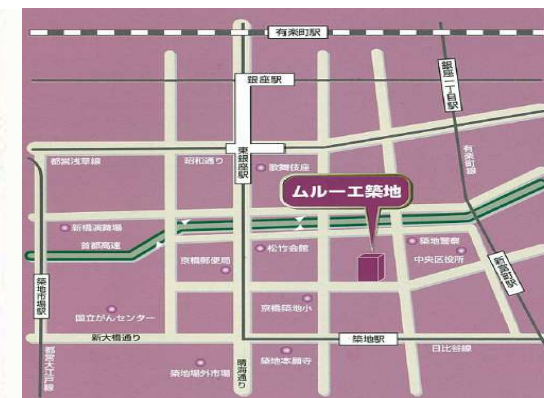 有楽町駅
銀座駅
銀座一丁目駅
東銀座駅
都営浅草線
昭和通り
歌舞伎座
有楽町線
ムルーエ築地
新橋演舞場
首都高速
京橋郵便局
松竹会館
築地警察
中央区役所
新富町駅
築地市場駅
国立がんセンター
京橋築地小
新大橋通り
築地駅
日比谷線
都営大江戸線
築地場外市場
晴海通り
築地本願寺